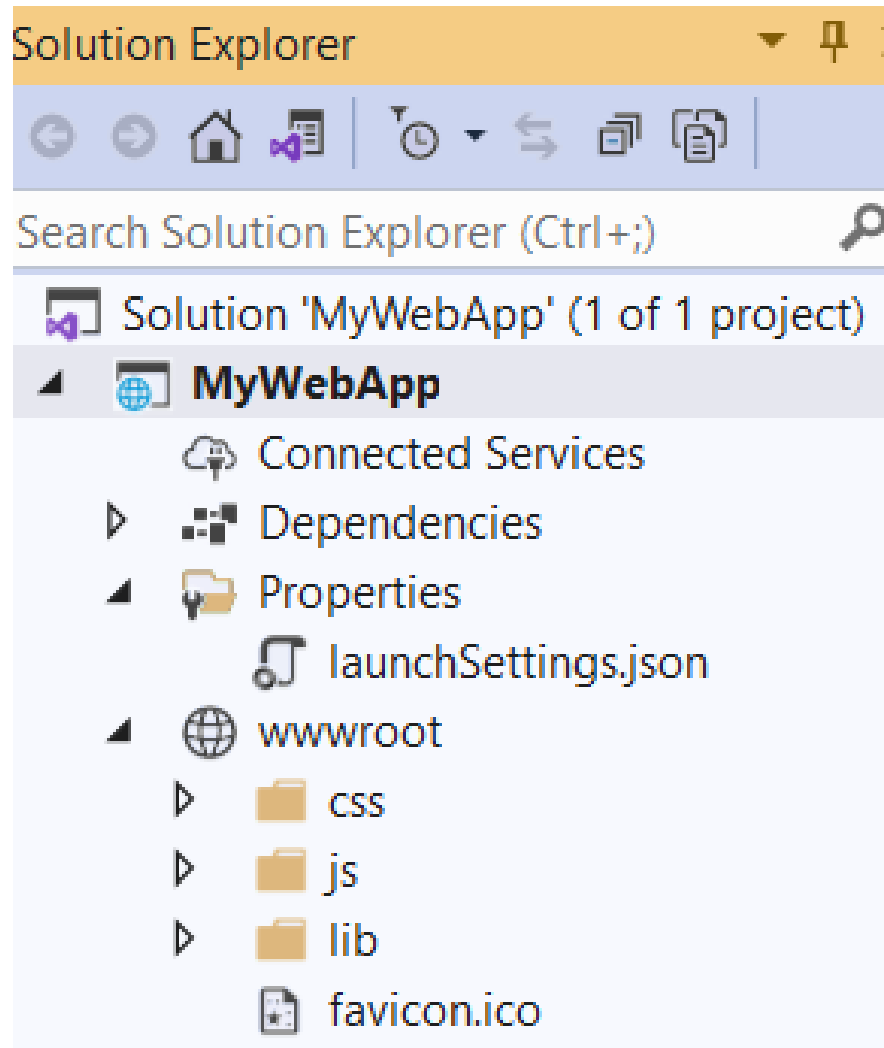 Solution Explorer
Search Solution Explorer (Ctrl+;)
Solution 'MyWebApp' (1 of 1 project)
MyWebApp
Connected Services
Dependencies
Properties
launchSettings.json
wwwroot
css
js
lib
favicon.ico